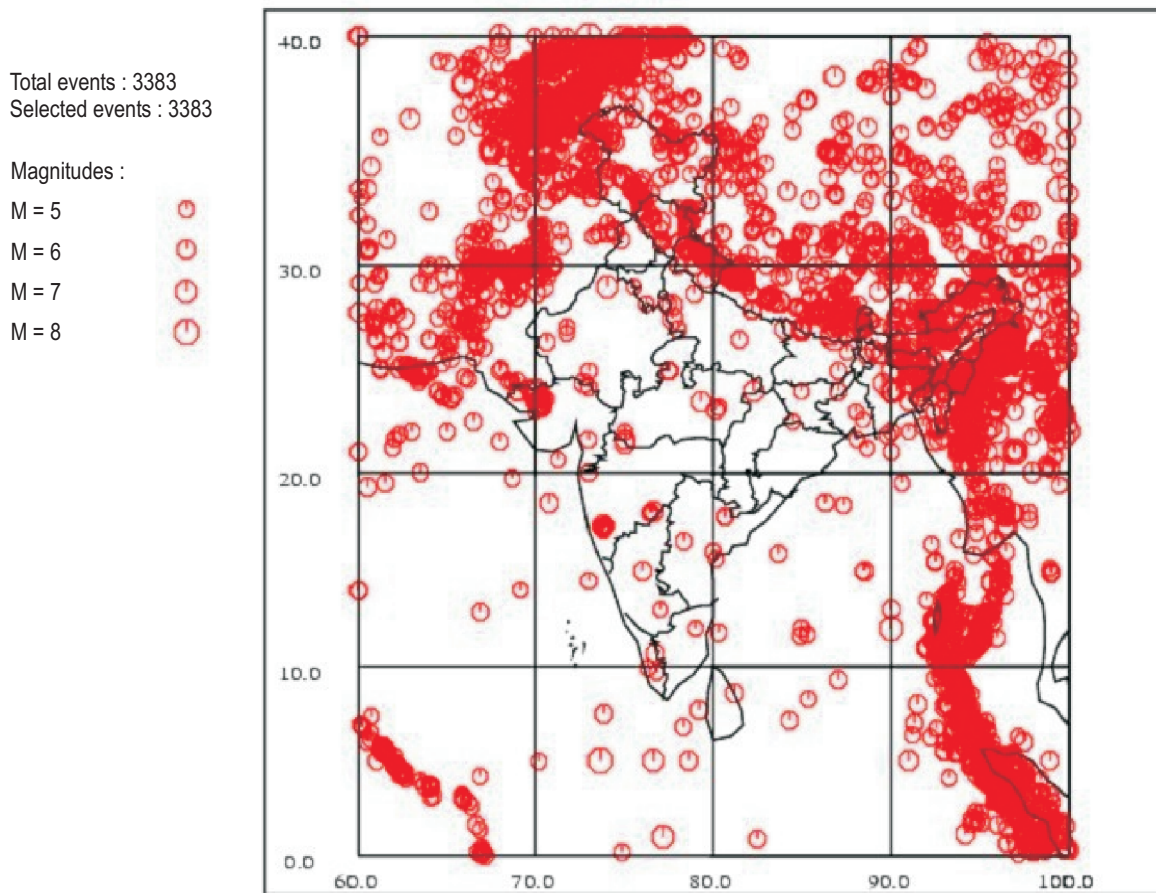 Total events : 3383
Selected events : 3383
Magnitudes :
M = 5
M = 6
M = 7
M = 8
40.0
30.0
20.0
10.0
0.0
60.0 70.0 80.0 90.0 100.0